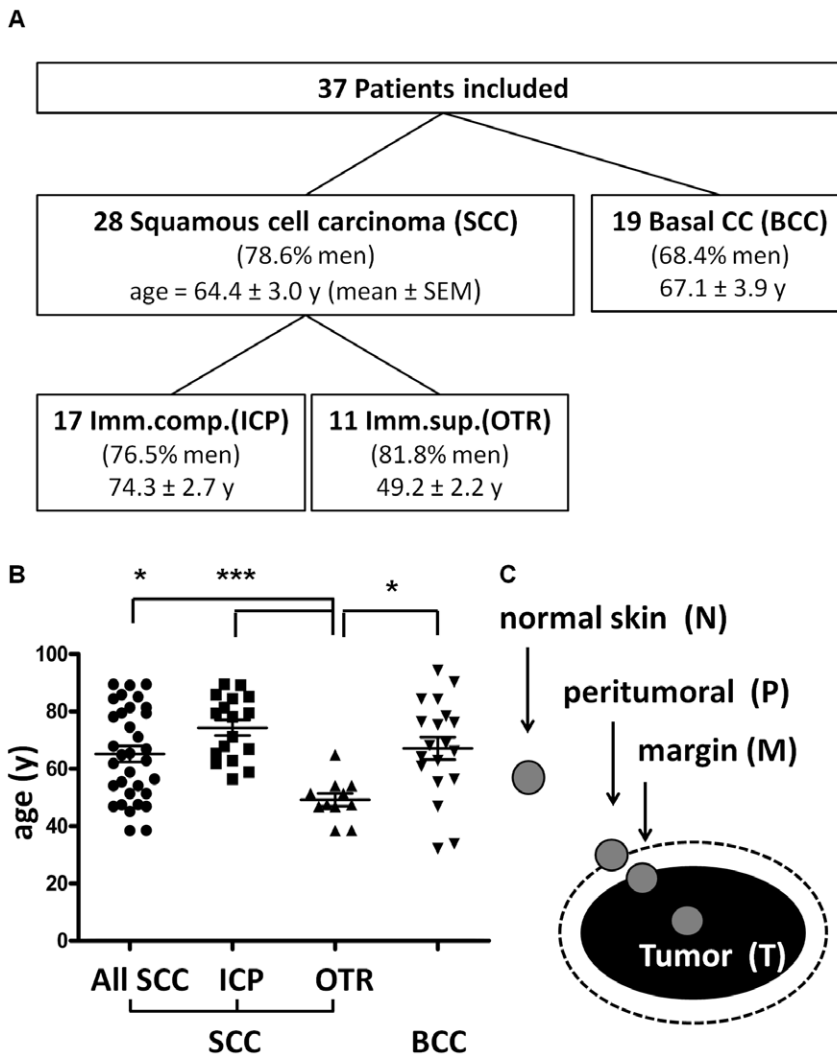 A
37 Patients included
28 Squamous cell carcinoma (SCC)
(78.6% men)
age = 64.4 ± 3.0 y (mean ± SEM)
19 Basal CC (BCC)
(68.4% men)
67.1 ± 3.9 y
17 Imm.comp.(ICP)
(76.5% men)
74.3 ± 2.7 y
11 Imm.sup.(OTR)
(81.8% men)
49.2 ± 2.2 y
B
* *** *
age (y)
100
80
60
40
20
0
All SCC ICP OTR
SCC BCC
C
normal skin (N)
peritumoral (P)
margin (M)
Tumor (T)